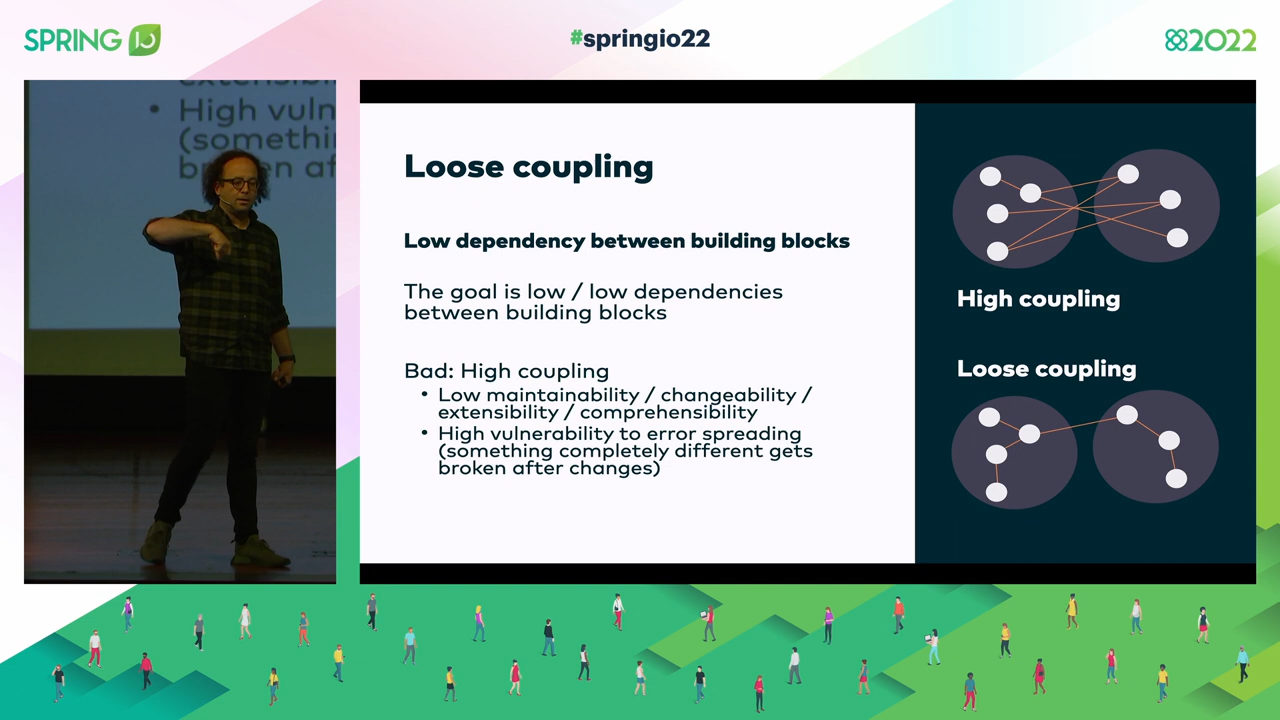 SPRING IO
#springio22
2022
extensibi
• High vuln
(somethi
broken af
Loose coupling
Low dependency between building blocks
The goal is low / low dependencies
between building blocks
Bad: High coupling
• Low maintainability / changeability /
extensibility / comprehensibility
• High vulnerability to error spreading
(something completely different gets
broken after changes)
High coupling
Loose coupling